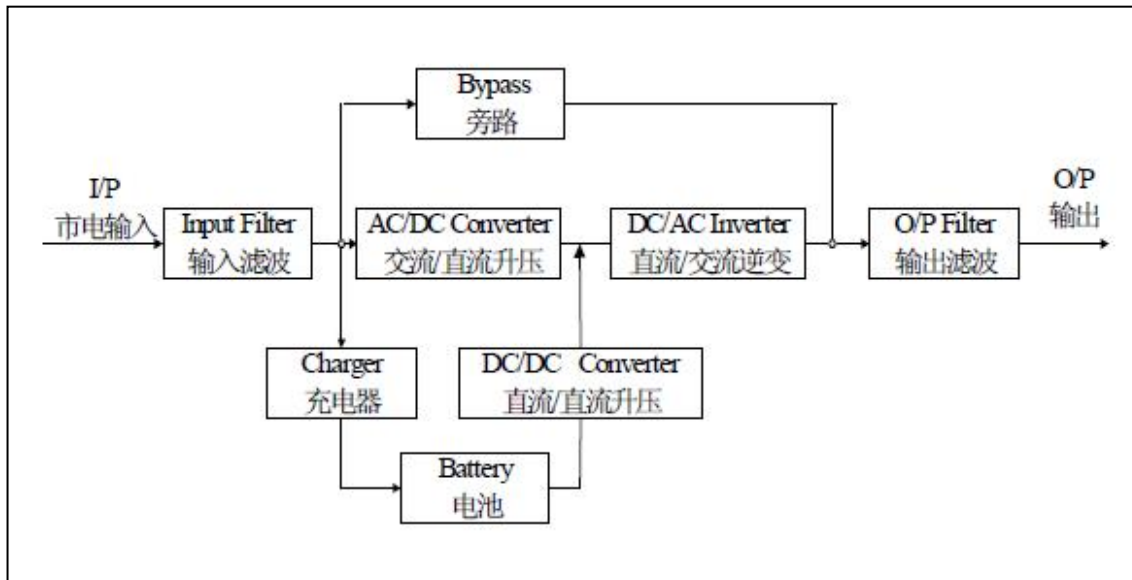 Bypass
旁路
I/P
市电输入
Input Filter
输入滤波
AC/DC Converter
交流/直流升压
DC/AC Inverter
直流/交流逆变
O/P Filter
输出滤波
O/P
输出
Charger
充电器
DC/DC Converter
直流/直流升压
Battery
电池